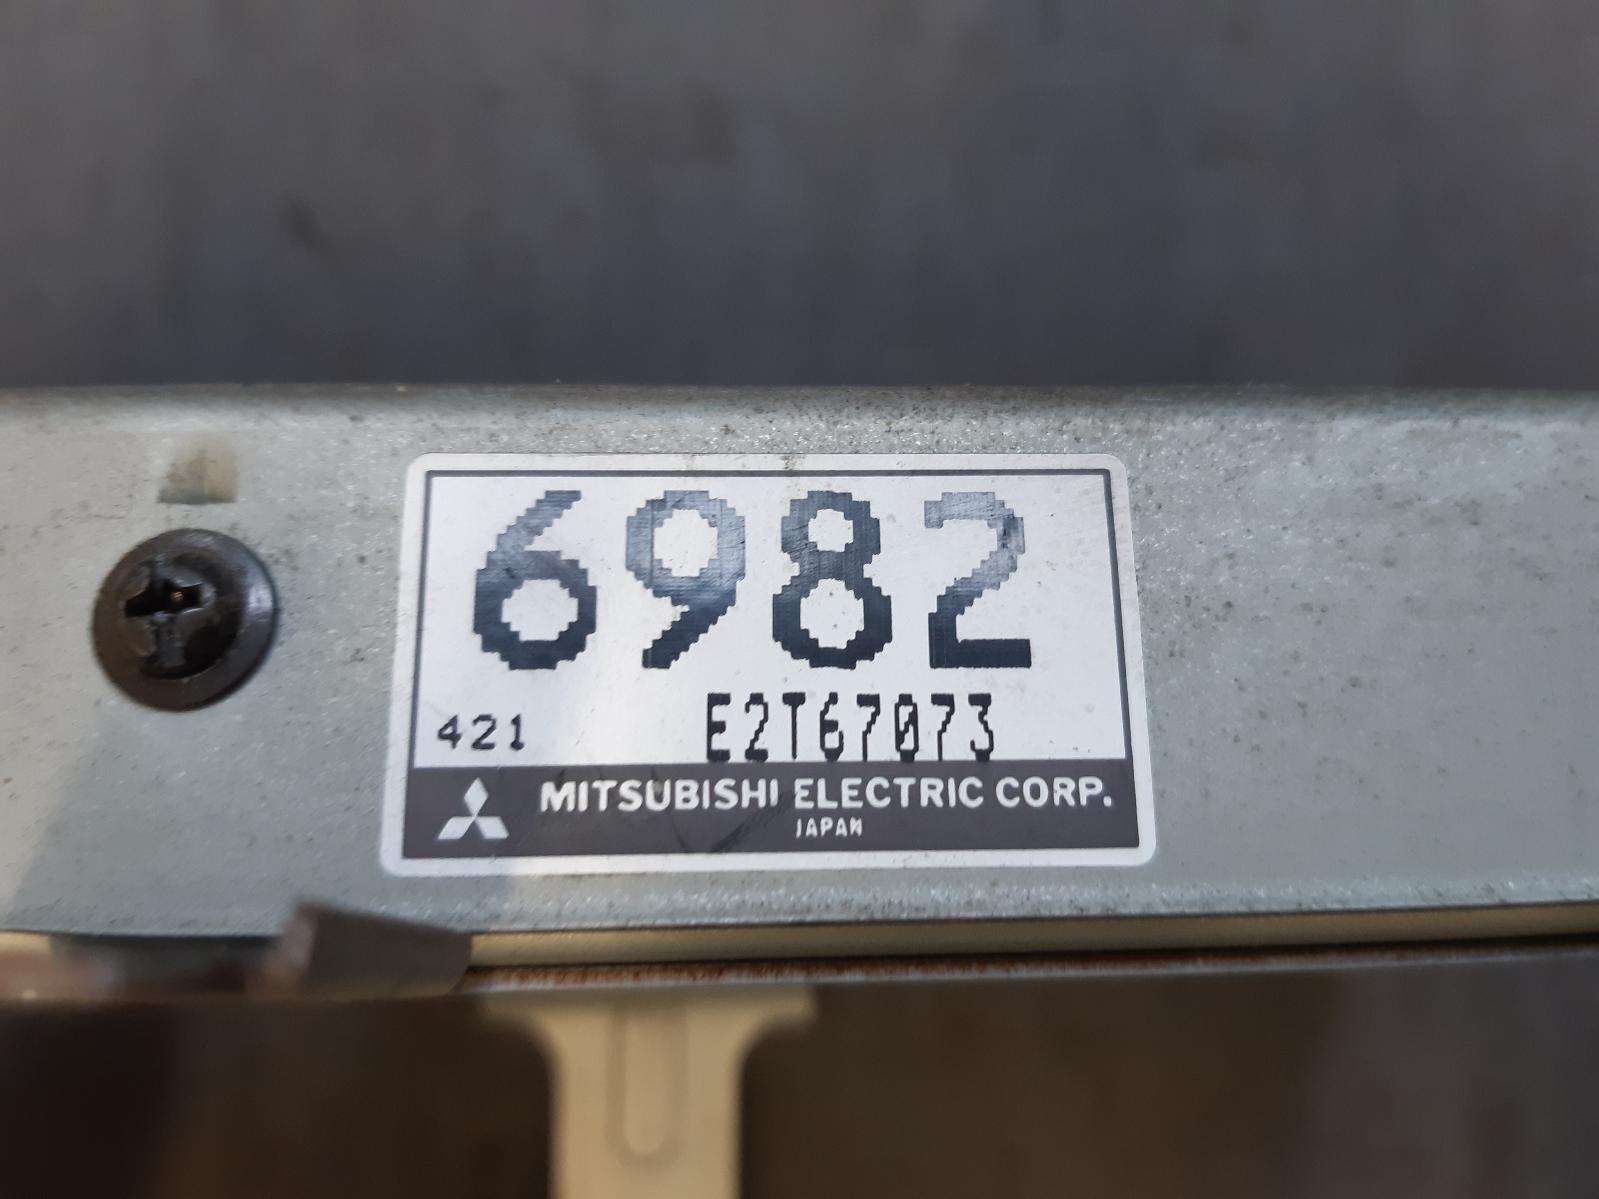 6982
421 E2T67073
MITSUBISHI ELECTRIC CORP.
JAPAN